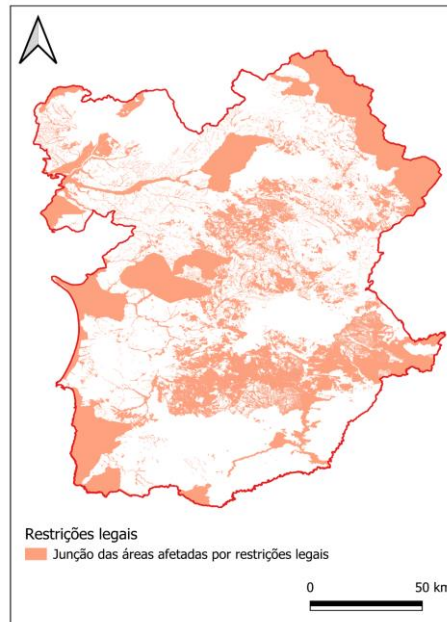 Restrições legais
Junção das áreas afetadas por restrições legais
0 50 km